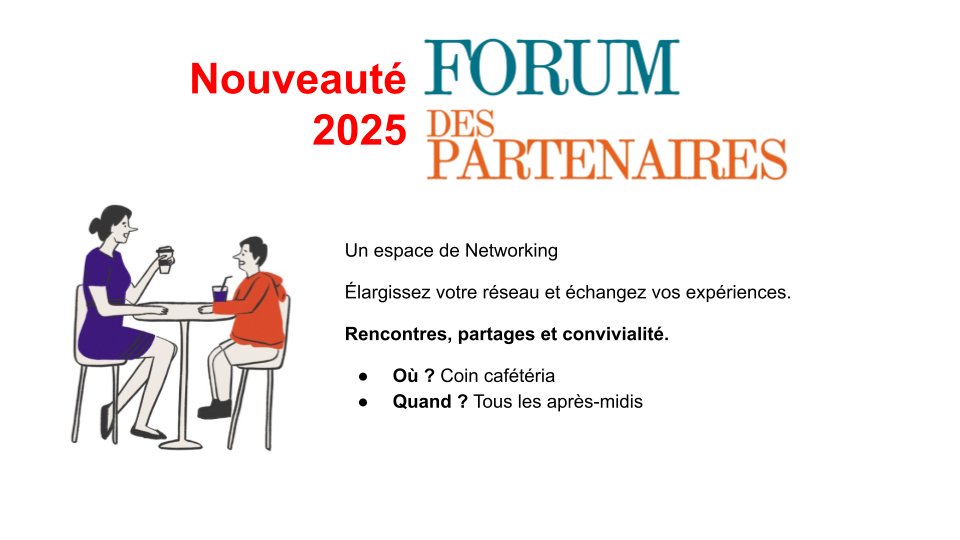 Nouveauté
2025
FORUM
DES
PARTENAIRES
Un espace de Networking
Élargissez votre réseau et échangez vos expériences.
Rencontres, partages et convivialité.
● Où ? Coin cafétéria
● Quand ? Tous les après-midis